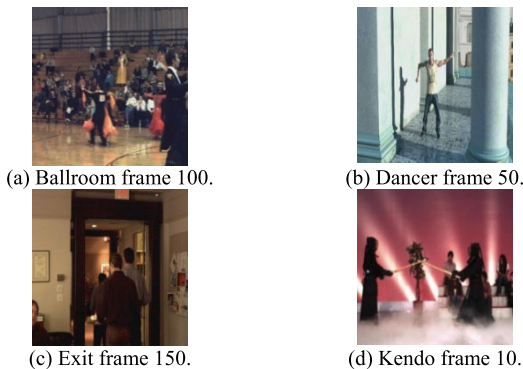 (a) Ballroom frame 100.
(b) Dancer frame 50.
(c) Exit frame 150.
(d) Kendo frame 10.